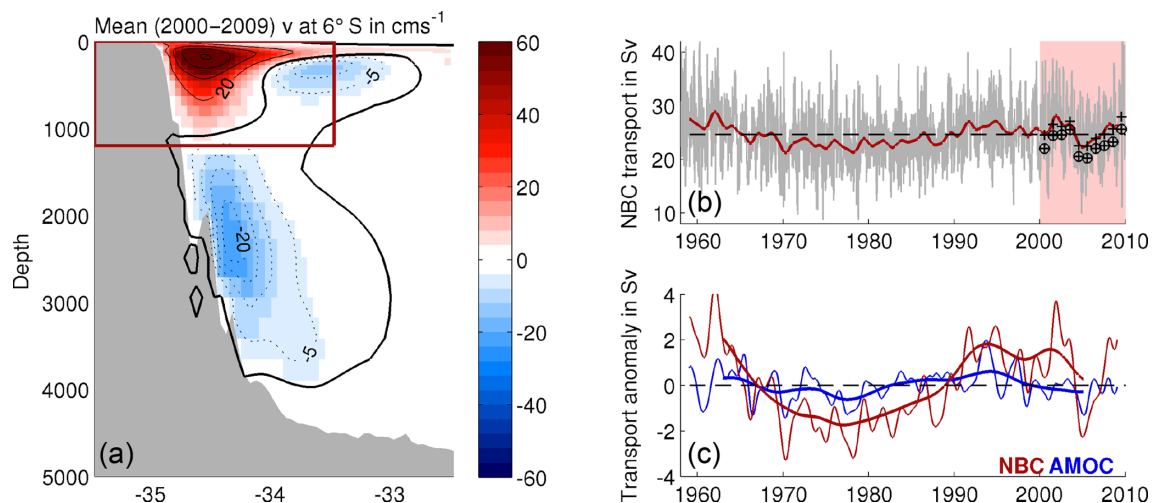 Mean (2000−2009) v at 6° S in cms⁻¹
0
1000
2000
3000
4000
5000
Depth
-35
-34
-33
20
-5
-20
-5
(a)
60
40
20
0
-20
-40
-60
NBC transport in Sv
40
30
20
10
1960 1970 1980 1990 2000 2010
(b)
Transport anomaly in Sv
4
2
0
-2
-4
1960 1970 1980 1990 2000 2010
(c)
NBC AMOC